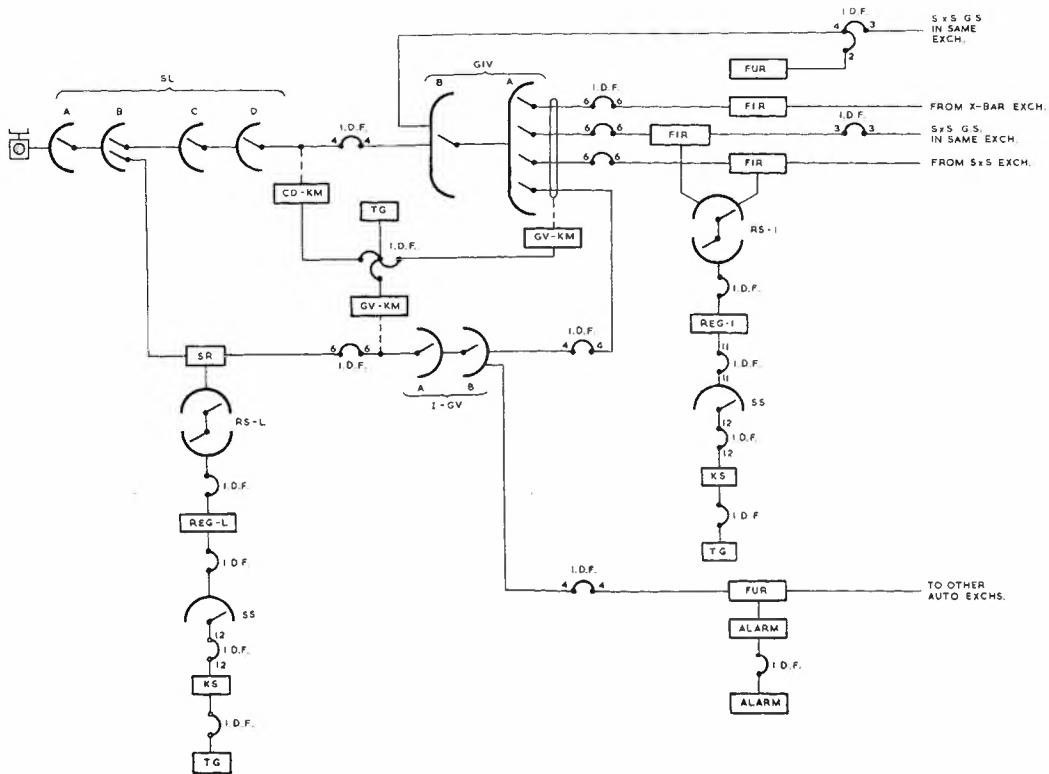 I.D.F.
4 3
2
S×S G.S
IN SAME
EXCH.
FUR
SL
A B C D
GIV
B A
I.D.F.
4 4
I.D.F.
6 6
FIR
FROM X-BAR EXCH.
6 6
FIR
I.D.F.
3 3
S×S G.S.
IN SAME EXCH.
6 6
FIR
FROM S×S EXCH.
CD-KM
TG
I.D.F.
GV-KM
GV-KM
RS-I
I.D.F.
REG-I
11
I.D.F.
11
SS
12
I.D.F.
12
KS
I.D.F
TG
SR
6 6
I.D.F.
A B
I-GV
I.D.F.
4 6
RS-L
I.D.F.
REG-L
I.D.F.
SS
12
I.D.F.
12
KS
I.D.F.
TG
I.D.F.
4 4
FUR
TO OTHER
AUTO EXCHS.
ALARM
I.D.F.
ALARM